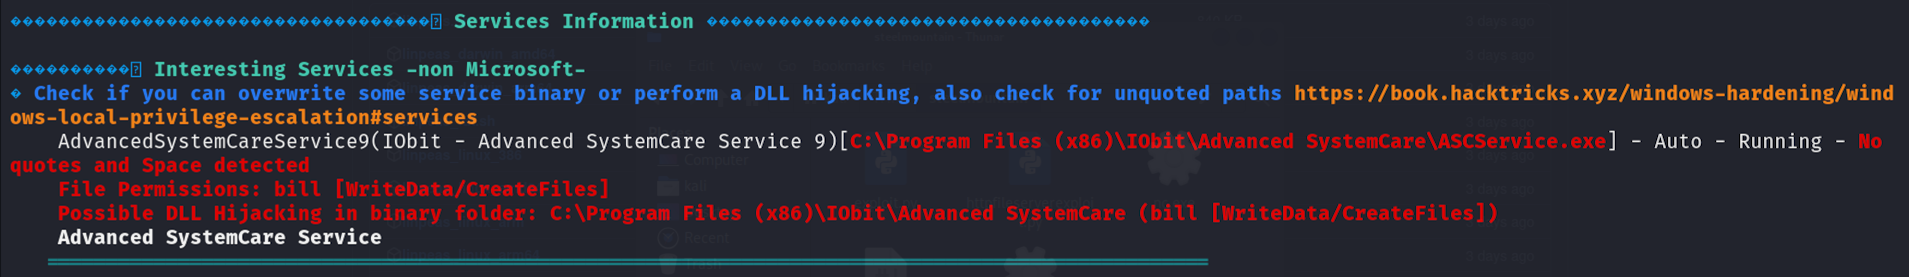 Services Information
Interesting Services -non Microsoft-
Check if you can overwrite some service binary or perform a DLL hijacking, also check for unquoted paths https://book.hacktricks.xyz/windows-hardening/wind
ows-local-privilege-escalation#services
AdvancedSystemCareService9(IObit - Advanced SystemCare Service 9)[C:\Program Files (x86)\IObit\Advanced SystemCare\ASCService.exe] - Auto - Running - No
quotes and Space detected
File Permissions: bill [WriteData/CreateFiles]
Possible DLL Hijacking in binary folder: C:\Program Files (x86)\IObit\Advanced SystemCare (bill [WriteData/CreateFiles])
Advanced SystemCare Service